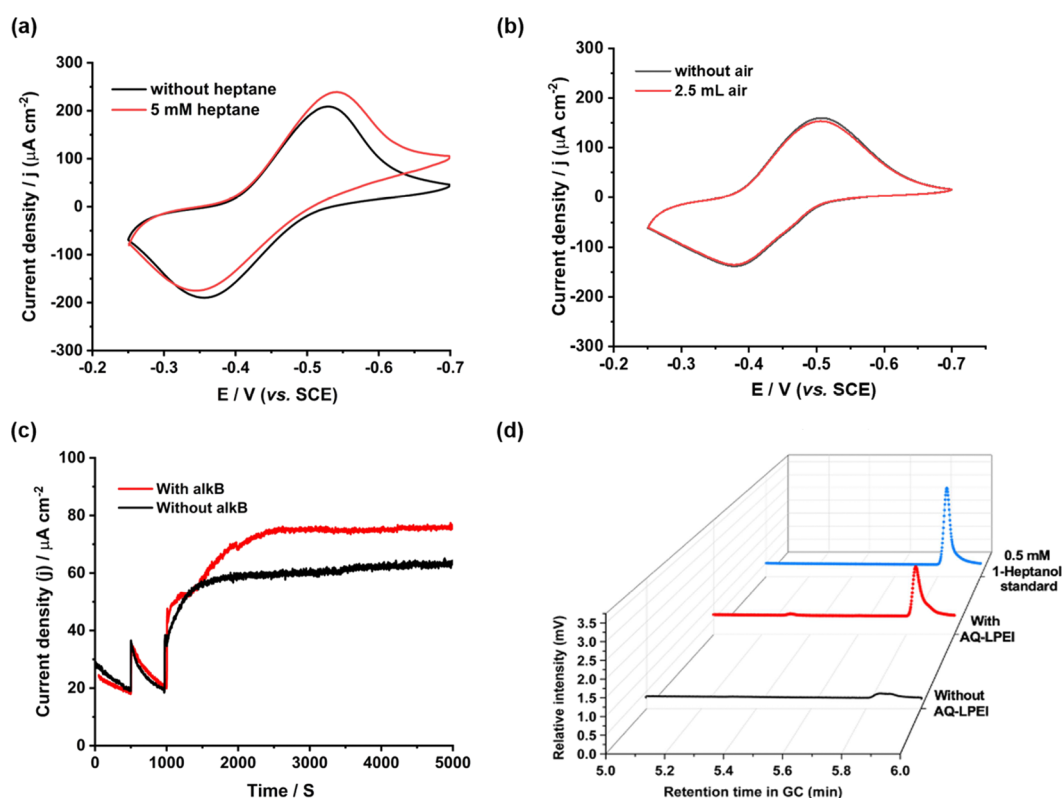 (a)
300
200
100
0
-100
-200
-300
-0.2
-0.3
-0.4
-0.5
-0.6
-0.7
Current density / j (μA cm-2)
E / V (vs. SCE)
without heptane
5 mM heptane
(b)
300
200
100
0
-100
-200
-300
-0.2
-0.3
-0.4
-0.5
-0.6
-0.7
Current density / j (μA cm-2)
E / V (vs. SCE)
without air
2.5 mL air
(c)
100
80
60
40
20
0
0
1000
2000
3000
4000
5000
Current density (j) / μA cm-2
Time / S
With alkB
Without alkB
(d)
3.5
3.0
2.5
2.0
1.5
1.0
0.5
0.0
5.0
5.2
5.4
5.6
5.8
6.0
Relative intensity (mV)
Retention time in GC (min)
0.5 mM
1-Heptanol
standard
With
AQ-LPEI
Without
AQ-LPEI